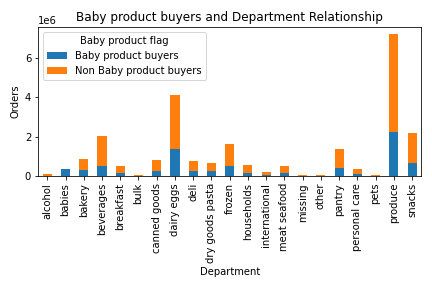 Baby product buyers and Department Relationship
1e6
Baby product flag
Baby product buyers
Non Baby product buyers
Orders
6
4
2
0
alcohol
babies
bakery
beverages
breakfast
bulk
canned goods
dairy eggs
deli
dry goods pasta
frozen
households
international
meat seafood
missing
other
pantry
personal care
pets
produce
snacks
Department